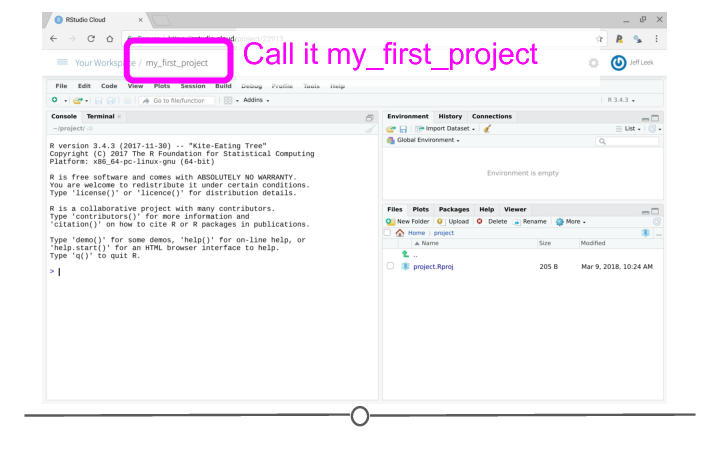 RStudio Cloud
Call it my_first_project
Your Workspace / my_first_project
Jeff Leek
File Edit Code View Plots Session Build Debug Profile Tools Help
Go to file/function
Addins
R 3.4.3
Console Terminal
Environment History Connections
~/project/
Import Dataset
List
Global Environment
Environment is empty
R version 3.4.3 (2017-11-30) -- "Kite-Eating Tree"
Copyright (C) 2017 The R Foundation for Statistical Computing
Platform: x86_64-pc-linux-gnu (64-bit)
R is free software and comes with ABSOLUTELY NO WARRANTY.
You are welcome to redistribute it under certain conditions.
Type 'license()' or 'licence()' for distribution details.
R is a collaborative project with many contributors.
Type 'contributors()' for more information and
'citation()' on how to cite R or R packages in publications.
Type 'demo()' for some demos, 'help()' for on-line help, or
'help.start()' for an HTML browser interface to help.
Type 'q()' to quit R.
>
Files Plots Packages Help Viewer
New Folder Upload Delete Rename More
Home project
Name Size Modified
..
project.Rproj 205 B Mar 9, 2018, 10:24 AM